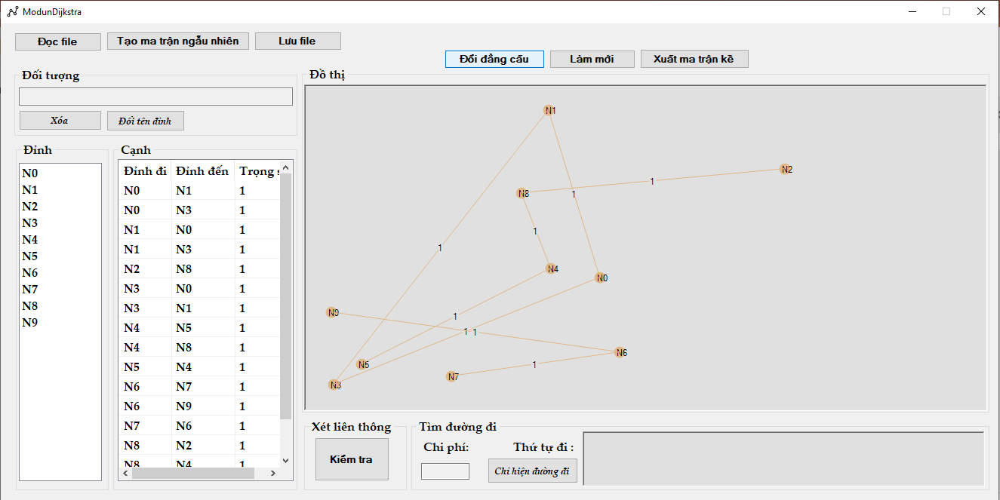 ModunDijkstra
Đọc file Tạo ma trận ngẫu nhiên Lưu file
Đổi đẳng cấu Làm mới Xuất ma trận kề
Đối tượng
Xóa Đổi tên đỉnh
Đỉnh
N0
N1
N2
N3
N4
N5
N6
N7
N8
N9
Cạnh
Đỉnh đi Đỉnh đến Trọng s
N0 N1 1
N0 N3 1
N1 N0 1
N1 N3 1
N2 N8 1
N3 N0 1
N3 N1 1
N4 N5 1
N4 N8 1
N5 N4 1
N6 N7 1
N6 N9 1
N7 N6 1
N8 N2 1
N8 N4 1
Đồ thị
N1
N2
1
N8
1
1
1
N4
N0
N9
1
1 1
N6
N5
1
N7
N3
Xét liên thông
Kiểm tra
Tìm đường đi
Chi phí: Thứ tự đi :
Chỉ hiện đường đi